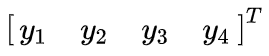 [ y₁ y₂ y₃ y₄ ]ᵀ